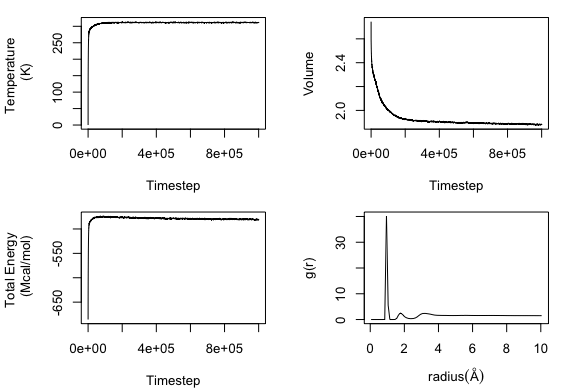 Temperature
(K)
0
100
250
0e+00
4e+05
8e+05
Timestep
Volume
2.0
2.4
0e+00
4e+05
8e+05
Timestep
Total Energy
(Mcal/mol)
-650
-550
0e+00
4e+05
8e+05
Timestep
g(r)
0
10
30
0
2
4
6
8
10
radius(Å)